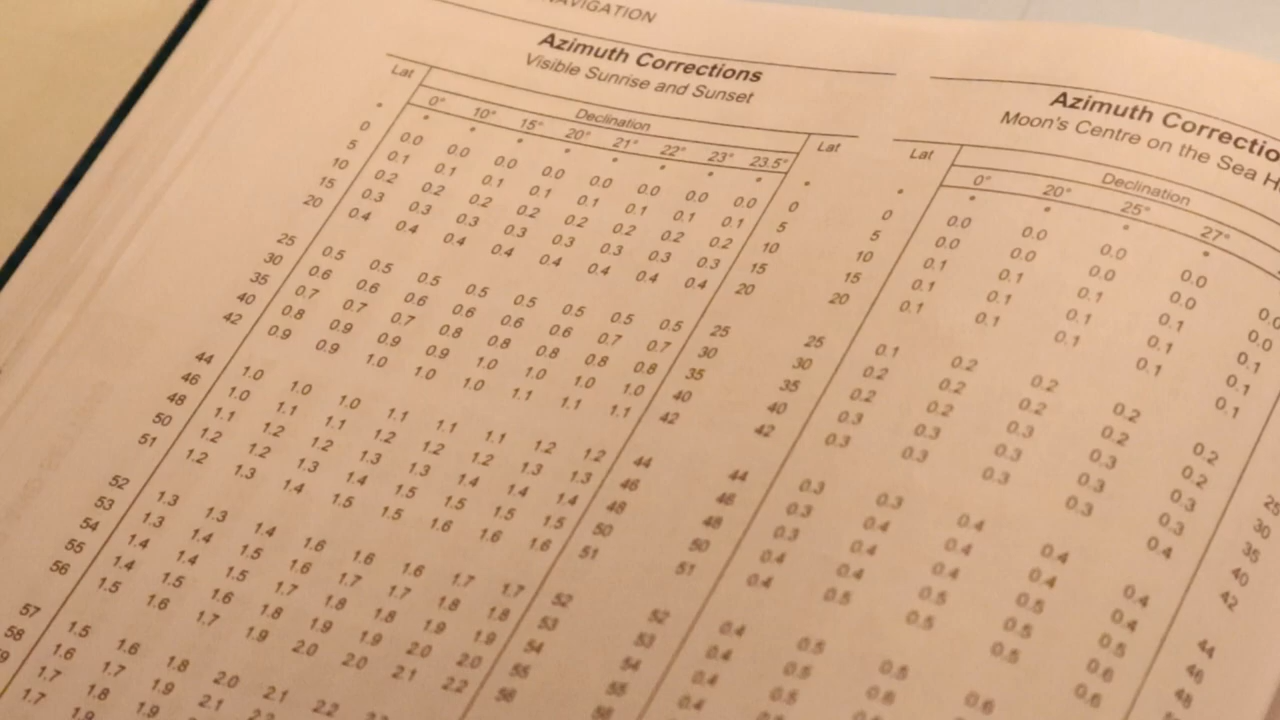 NAVIGATION
Azimuth Corrections
Visible Sunrise and Sunset
Lat Declination Lat
0° 10° 15° 20° 21° 22° 23° 23.5°
° ° ° ° ° ° ° ° ° °
0 0.0 0.0 0.0 0.0 0.0 0.0 0.0 0.0 0
5 0.1 0.1 0.1 0.1 0.1 0.1 0.1 0.1 5
10 0.2 0.2 0.2 0.2 0.2 0.2 0.2 0.2 10
15 0.3 0.3 0.3 0.3 0.3 0.3 0.3 0.3 15
20 0.4 0.4 0.4 0.4 0.4 0.4 0.4 0.4 20
25 0.5 0.5 0.5 0.5 0.5 0.5 0.5 0.5 25
30 0.6 0.6 0.6 0.6 0.6 0.6 0.7 0.7 30
35 0.7 0.7 0.7 0.8 0.8 0.8 0.8 0.8 35
40 0.8 0.9 0.9 0.9 1.0 1.0 1.0 1.0 40
42 0.9 0.9 1.0 1.0 1.0 1.1 1.1 1.1 42
44 1.0 1.0 1.0 1.1 1.1 1.1 1.2 1.2 44
46 1.0 1.1 1.1 1.2 1.2 1.2 1.3 1.3 46
48 1.1 1.2 1.2 1.3 1.3 1.4 1.4 1.4 48
50 1.2 1.2 1.3 1.4 1.5 1.5 1.5 1.5 50
51 1.2 1.3 1.4 1.5 1.5 1.6 1.6 1.6 51
52 1.3 1.3 1.4 1.6 1.6 1.6 1.7 1.7 52
53 1.3 1.4 1.5 1.6 1.7 1.7 1.8 1.8 53
54 1.4 1.4 1.5 1.7 1.8 1.8 1.9 1.9 54
55 1.4 1.5 1.6 1.8 1.9 1.9 2.0 2.0 55
56 1.5 1.6 1.7 1.9 2.0 2.0 2.1 2.2 56
57 1.5 1.6 1.8 2.0 2.1 2.2
58 1.6 1.7 1.9 2.1
1.7 1.8 1.9
1.7 1.9
Azimuth Correctio
Moon's Centre on the Sea H
Lat Declination
0° 20° 25° 27°
° ° ° ° °
0 0.0 0.0 0.0 0.0 0.0
5 0.0 0.0 0.0 0.0 0.0
10 0.1 0.1 0.1 0.1 0.1
15 0.1 0.1 0.1 0.1 0.1
20 0.1 0.1 0.1 0.1 0.1
25 0.1 0.2 0.2 0.2 0.2 25
30 0.2 0.2 0.2 0.2 0.2 30
35 0.2 0.2 0.3 0.3 0.3 35
40 0.3 0.3 0.3 0.3 0.3 40
42 0.3 0.3 0.3 0.3 0.4 42
44 0.3 0.3 0.4 0.4 0.4 44
46 0.3 0.4 0.4 0.4 0.4 46
48 0.3 0.4 0.4 0.5 0.5 48
50 0.4 0.4 0.5 0.5 0.6
51 0.4 0.5 0.5 0.5 0.6
52 0.4 0.5 0.5 0.6
53 0.4 0.5 0.6
54 0.4 0.5
55
56